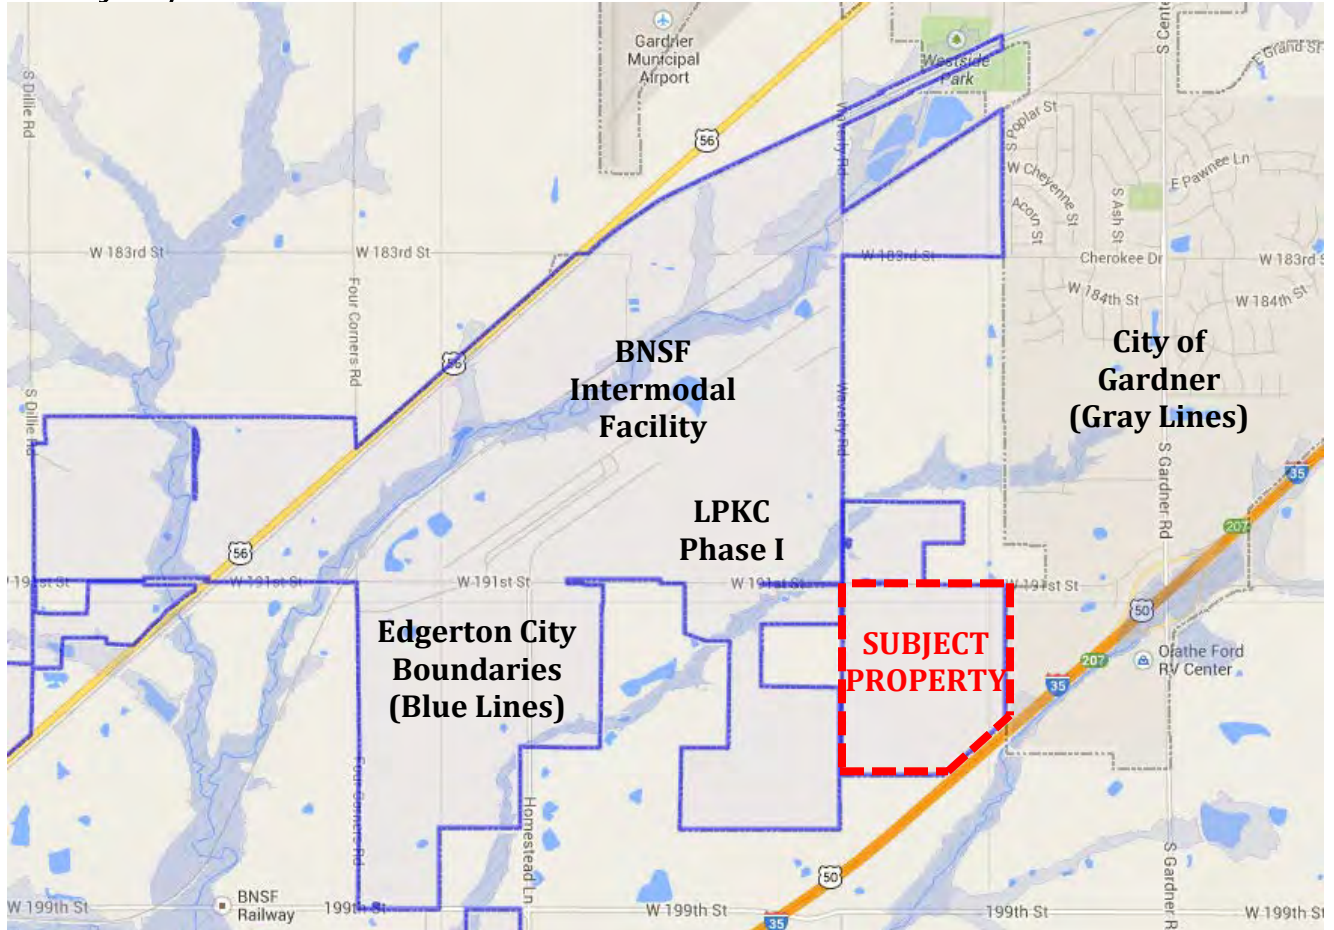 Gardner
Municipal
Airport
Westside
Park
S Cente
E Grand St
S Dillie Rd
56
Waverly Rd
S Poplar St
W Cheyenne St
Acorn St
S Ash St
E Pawnee Ln
W 183rd St
W 183rd St
W 183rd St
Cherokee Dr
W 183rd S
Four Corners Rd
W 184th St
W 184th St
BNSF
Intermodal
Facility
City of
Gardner
(Gray Lines)
56
S Dillie Rd
Waverly Rd
S Gardner Rd
35
LPKC
Phase I
207
56
191st St
W 191st St
W 191st St
W 191st St
W 191st St
50
Edgerton City
Boundaries
(Blue Lines)
SUBJECT
PROPERTY
207
Olathe Ford
RV Center
35
Four Corners Rd
Homestead Ln
S Gardner R
50
BNSF
Railway
W 199th St
199th St
W 199th St
35
199th St
W 199th St